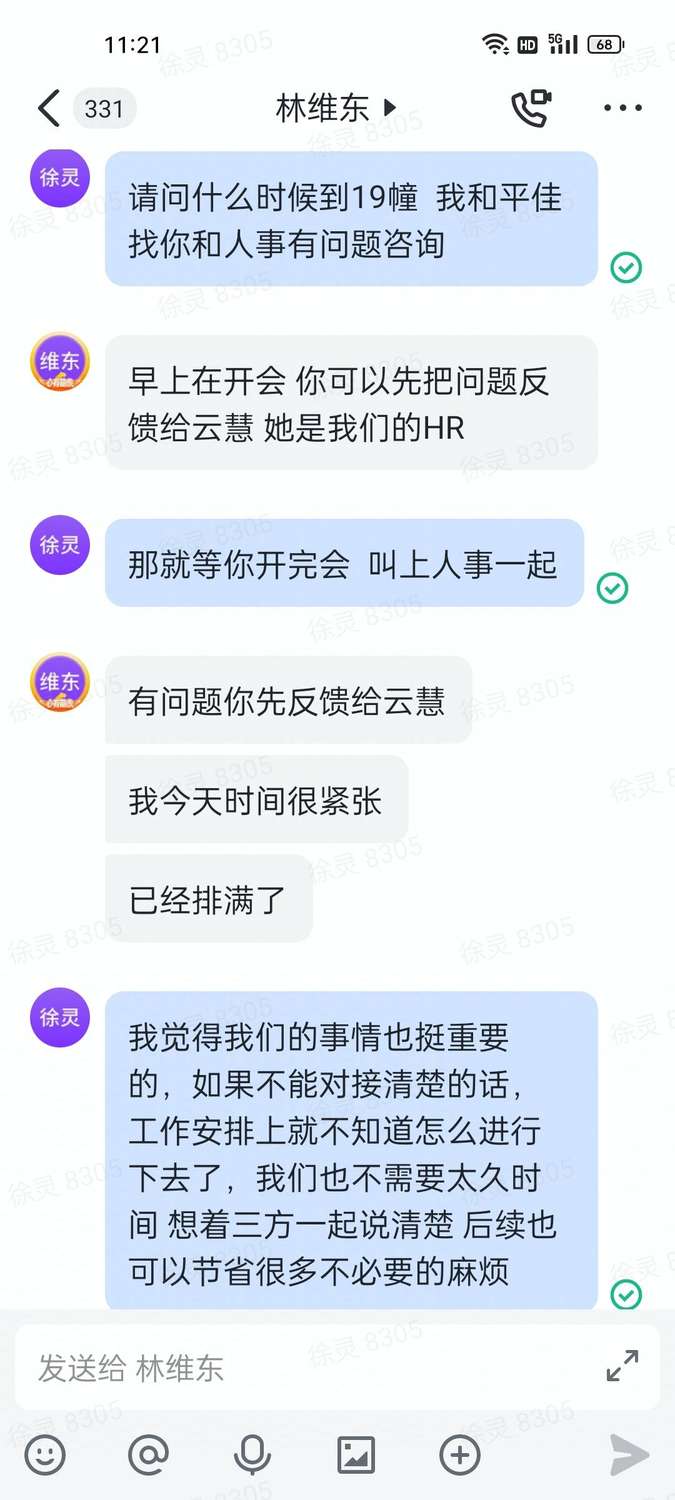 11:21
HD 5G 68
331
林维东
徐灵
请问什么时候到19幢 我和平佳
找你和人事有问题咨询
维东
早上在开会 你可以先把问题反
馈给云慧 她是我们的HR
徐灵
那就等你开完会 叫上人事一起
维东
有问题你先反馈给云慧
我今天时间很紧张
已经排满了
徐灵
我觉得我们的事情也挺重要
的，如果不能对接清楚的话，
工作安排上就不知道怎么进行
下去了，我们也不需要太久时
间 想着三方一起说清楚 后续也
可以节省很多不必要的麻烦
发送给 林维东
徐灵 8305